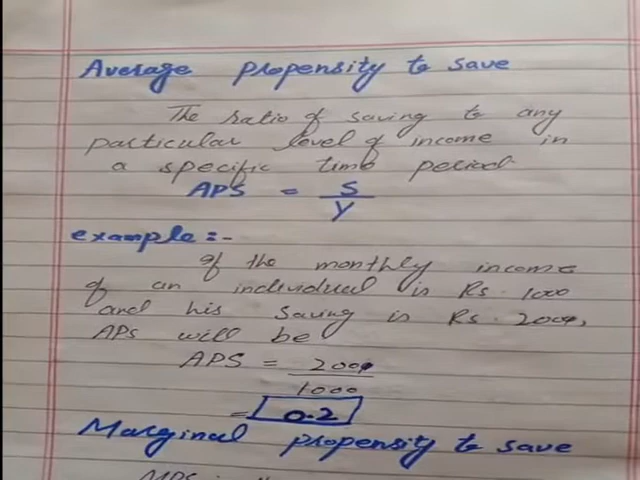 Average propensity to save
The ratio of saving to any
particular level of income in
a specific time period
APS = S
Y
example:-
If the monthly income
of an individual is Rs. 1000
and his saving is Rs. 200,
APS will be
APS = 200
1000
= 0.2
Marginal propensity to save